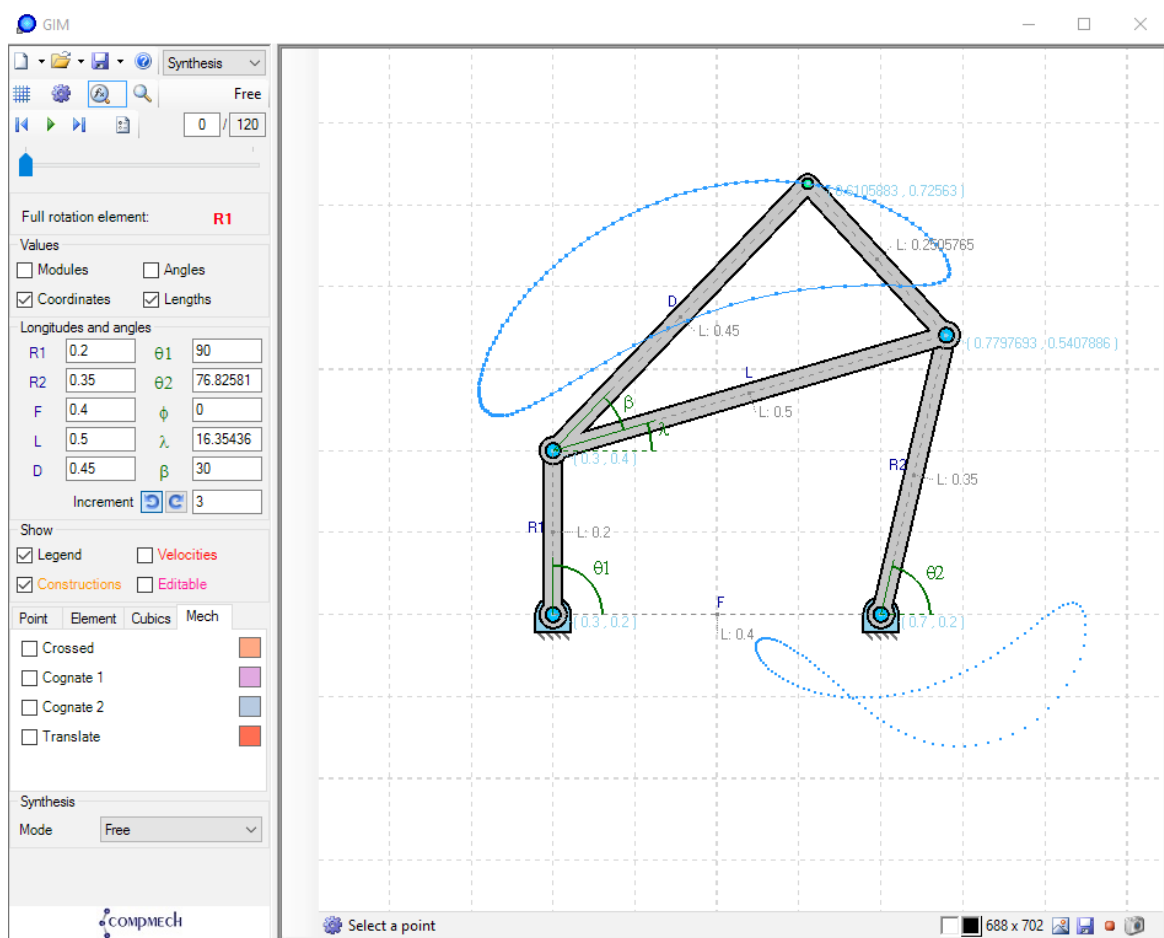 GIM
Synthesis
Free
0 / 120
Full rotation element: R1
Values
Modules Angles
Coordinates Lengths
Longitudes and angles
R1 0.2 θ1 90
R2 0.35 θ2 76.82581
F 0.4 ϕ 0
L 0.5 λ 16.35436
D 0.45 β 30
Increment 3
Show
Legend Velocities
Constructions Editable
Point Element Cubics Mech
Crossed
Cognate 1
Cognate 2
Translate
Synthesis
Mode Free
COMPMECH
0.6105883 , 0.72563 )
L: 0.2505765
D
L: 0.45
( 0.7797693 , 0.5407886 )
L
L: 0.5
β
λ
( 0.3 , 0.4 )
R2
L: 0.35
R1
L: 0.2
θ1
θ2
F
( 0.3 , 0.2 )
( 0.7 , 0.2 )
L: 0.4
Select a point
688 x 702